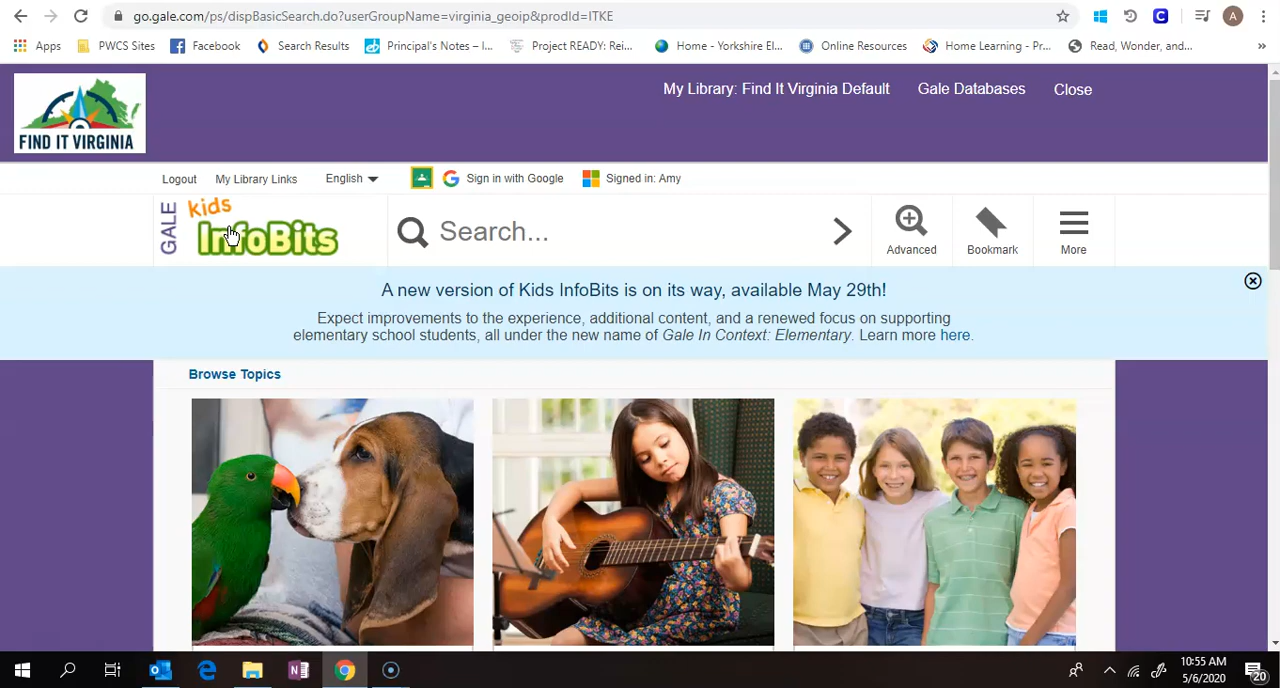 go.gale.com/ps/dispBasicSearch.do?userGroupName=virginia_geoip&prodId=ITKE
Apps PWCS Sites Facebook Search Results Principal's Notes – I... Project READY: Rei... Home - Yorkshire El... Online Resources Home Learning - Pr... Read, Wonder, and... »
FIND IT VIRGINIA
My Library: Find It Virginia Default Gale Databases Close
Logout My Library Links English Sign in with Google Signed in: Amy
GALE kids InfoBits
Search...
Advanced Bookmark More
A new version of Kids InfoBits is on its way, available May 29th!
Expect improvements to the experience, additional content, and a renewed focus on supporting
elementary school students, all under the new name of Gale In Context: Elementary. Learn more here.
Browse Topics
10:55 AM
5/6/2020
20